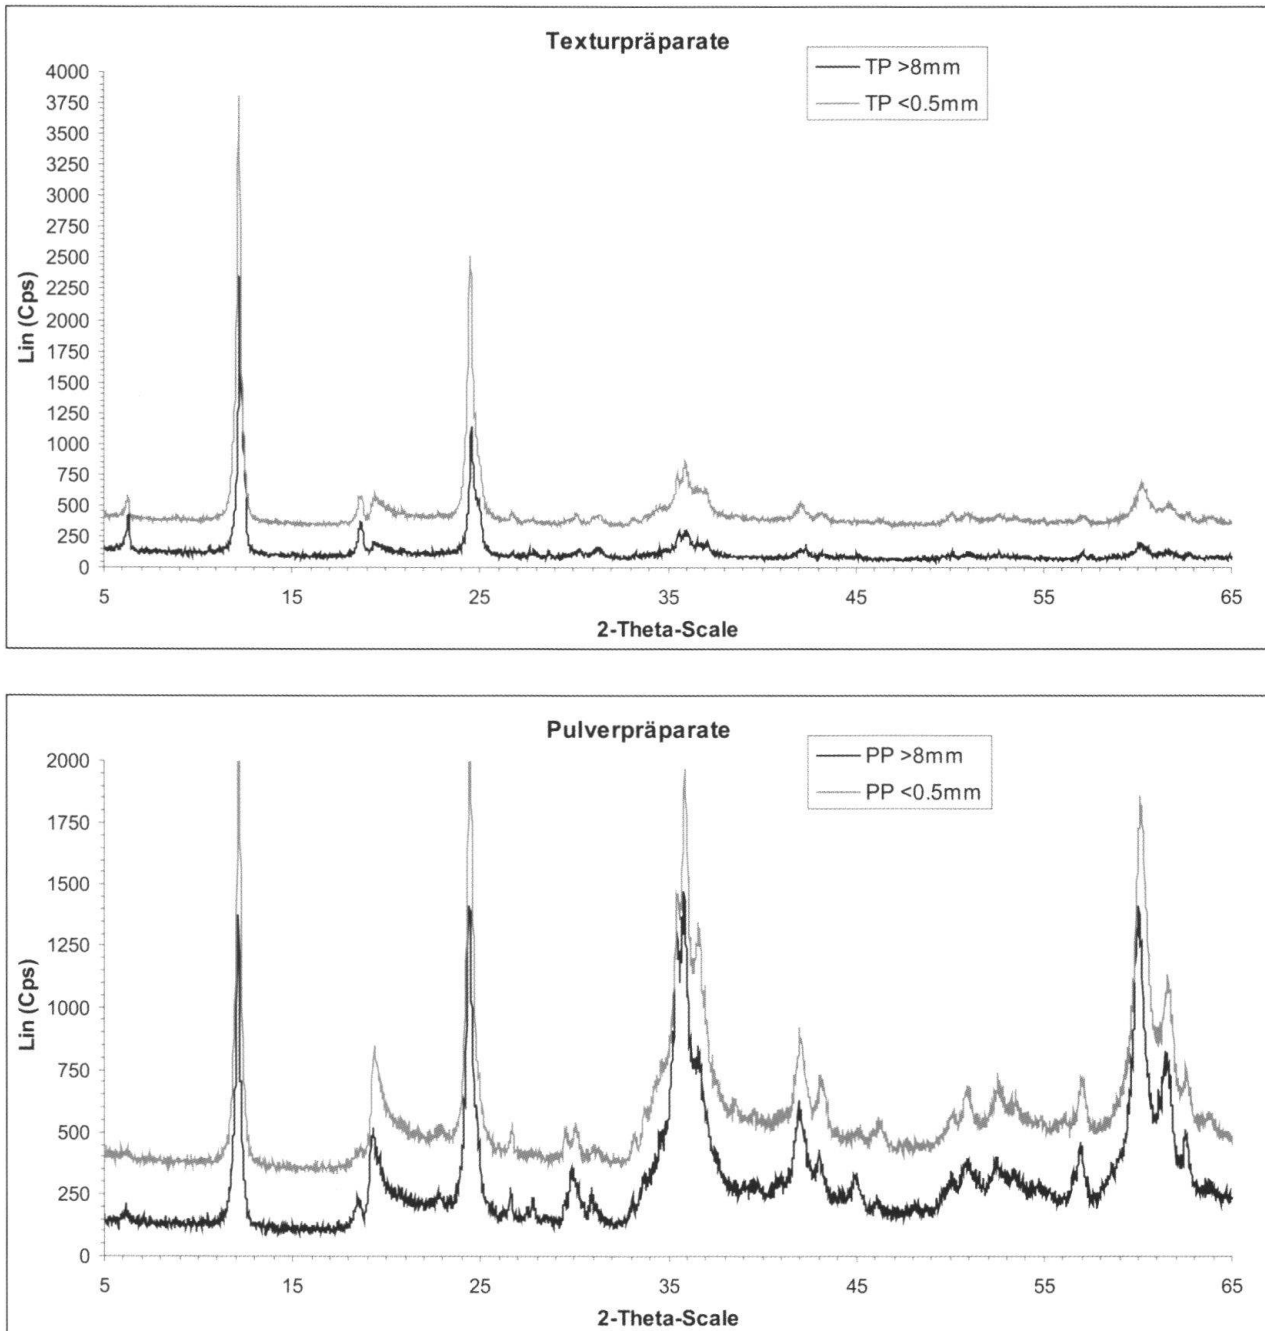 Texturpräparate
TP >8mm
TP <0.5mm
4000
3750
3500
3250
3000
2750
2500
2250
2000
1750
1500
1250
1000
750
500
250
0
Lin (Cps)
5 15 25 35 45 55 65
2-Theta-Scale
Pulverpräparate
PP >8mm
PP <0.5mm
2000
1750
1500
1250
1000
750
500
250
0
Lin (Cps)
5 15 25 35 45 55 65
2-Theta-Scale